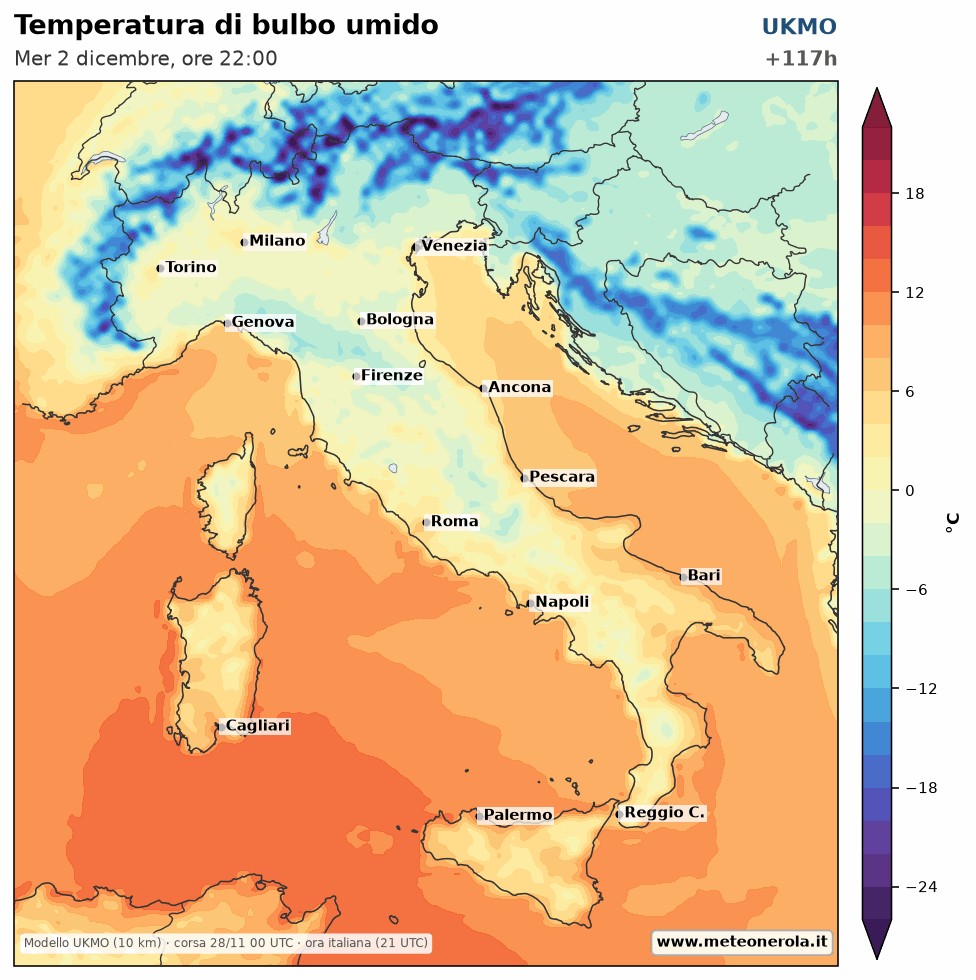 Temperatura di bulbo umido
UKMO
Mer 2 dicembre, ore 22:00
+117h
Milano
Venezia
Torino
Genova
Bologna
Firenze
Ancona
Pescara
Roma
Bari
Napoli
Cagliari
Palermo
Reggio C.
18
12
6
0
−6
−12
−18
−24
°C
Modello UKMO (10 km) · corsa 28/11 00 UTC · ora italiana (21 UTC)
www.meteonerola.it